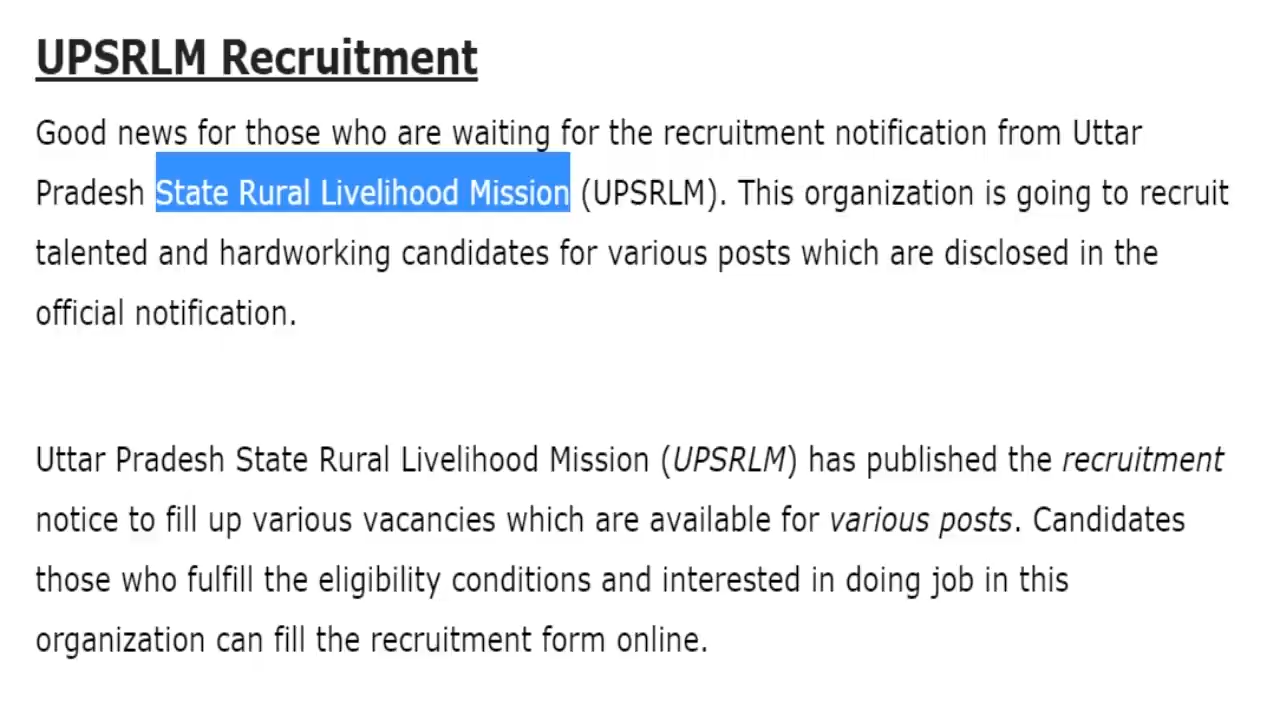 UPSRLM Recruitment
Good news for those who are waiting for the recruitment notification from Uttar
Pradesh State Rural Livelihood Mission (UPSRLM). This organization is going to recruit
talented and hardworking candidates for various posts which are disclosed in the
official notification.
Uttar Pradesh State Rural Livelihood Mission (UPSRLM) has published the recruitment
notice to fill up various vacancies which are available for various posts. Candidates
those who fulfill the eligibility conditions and interested in doing job in this
organization can fill the recruitment form online.